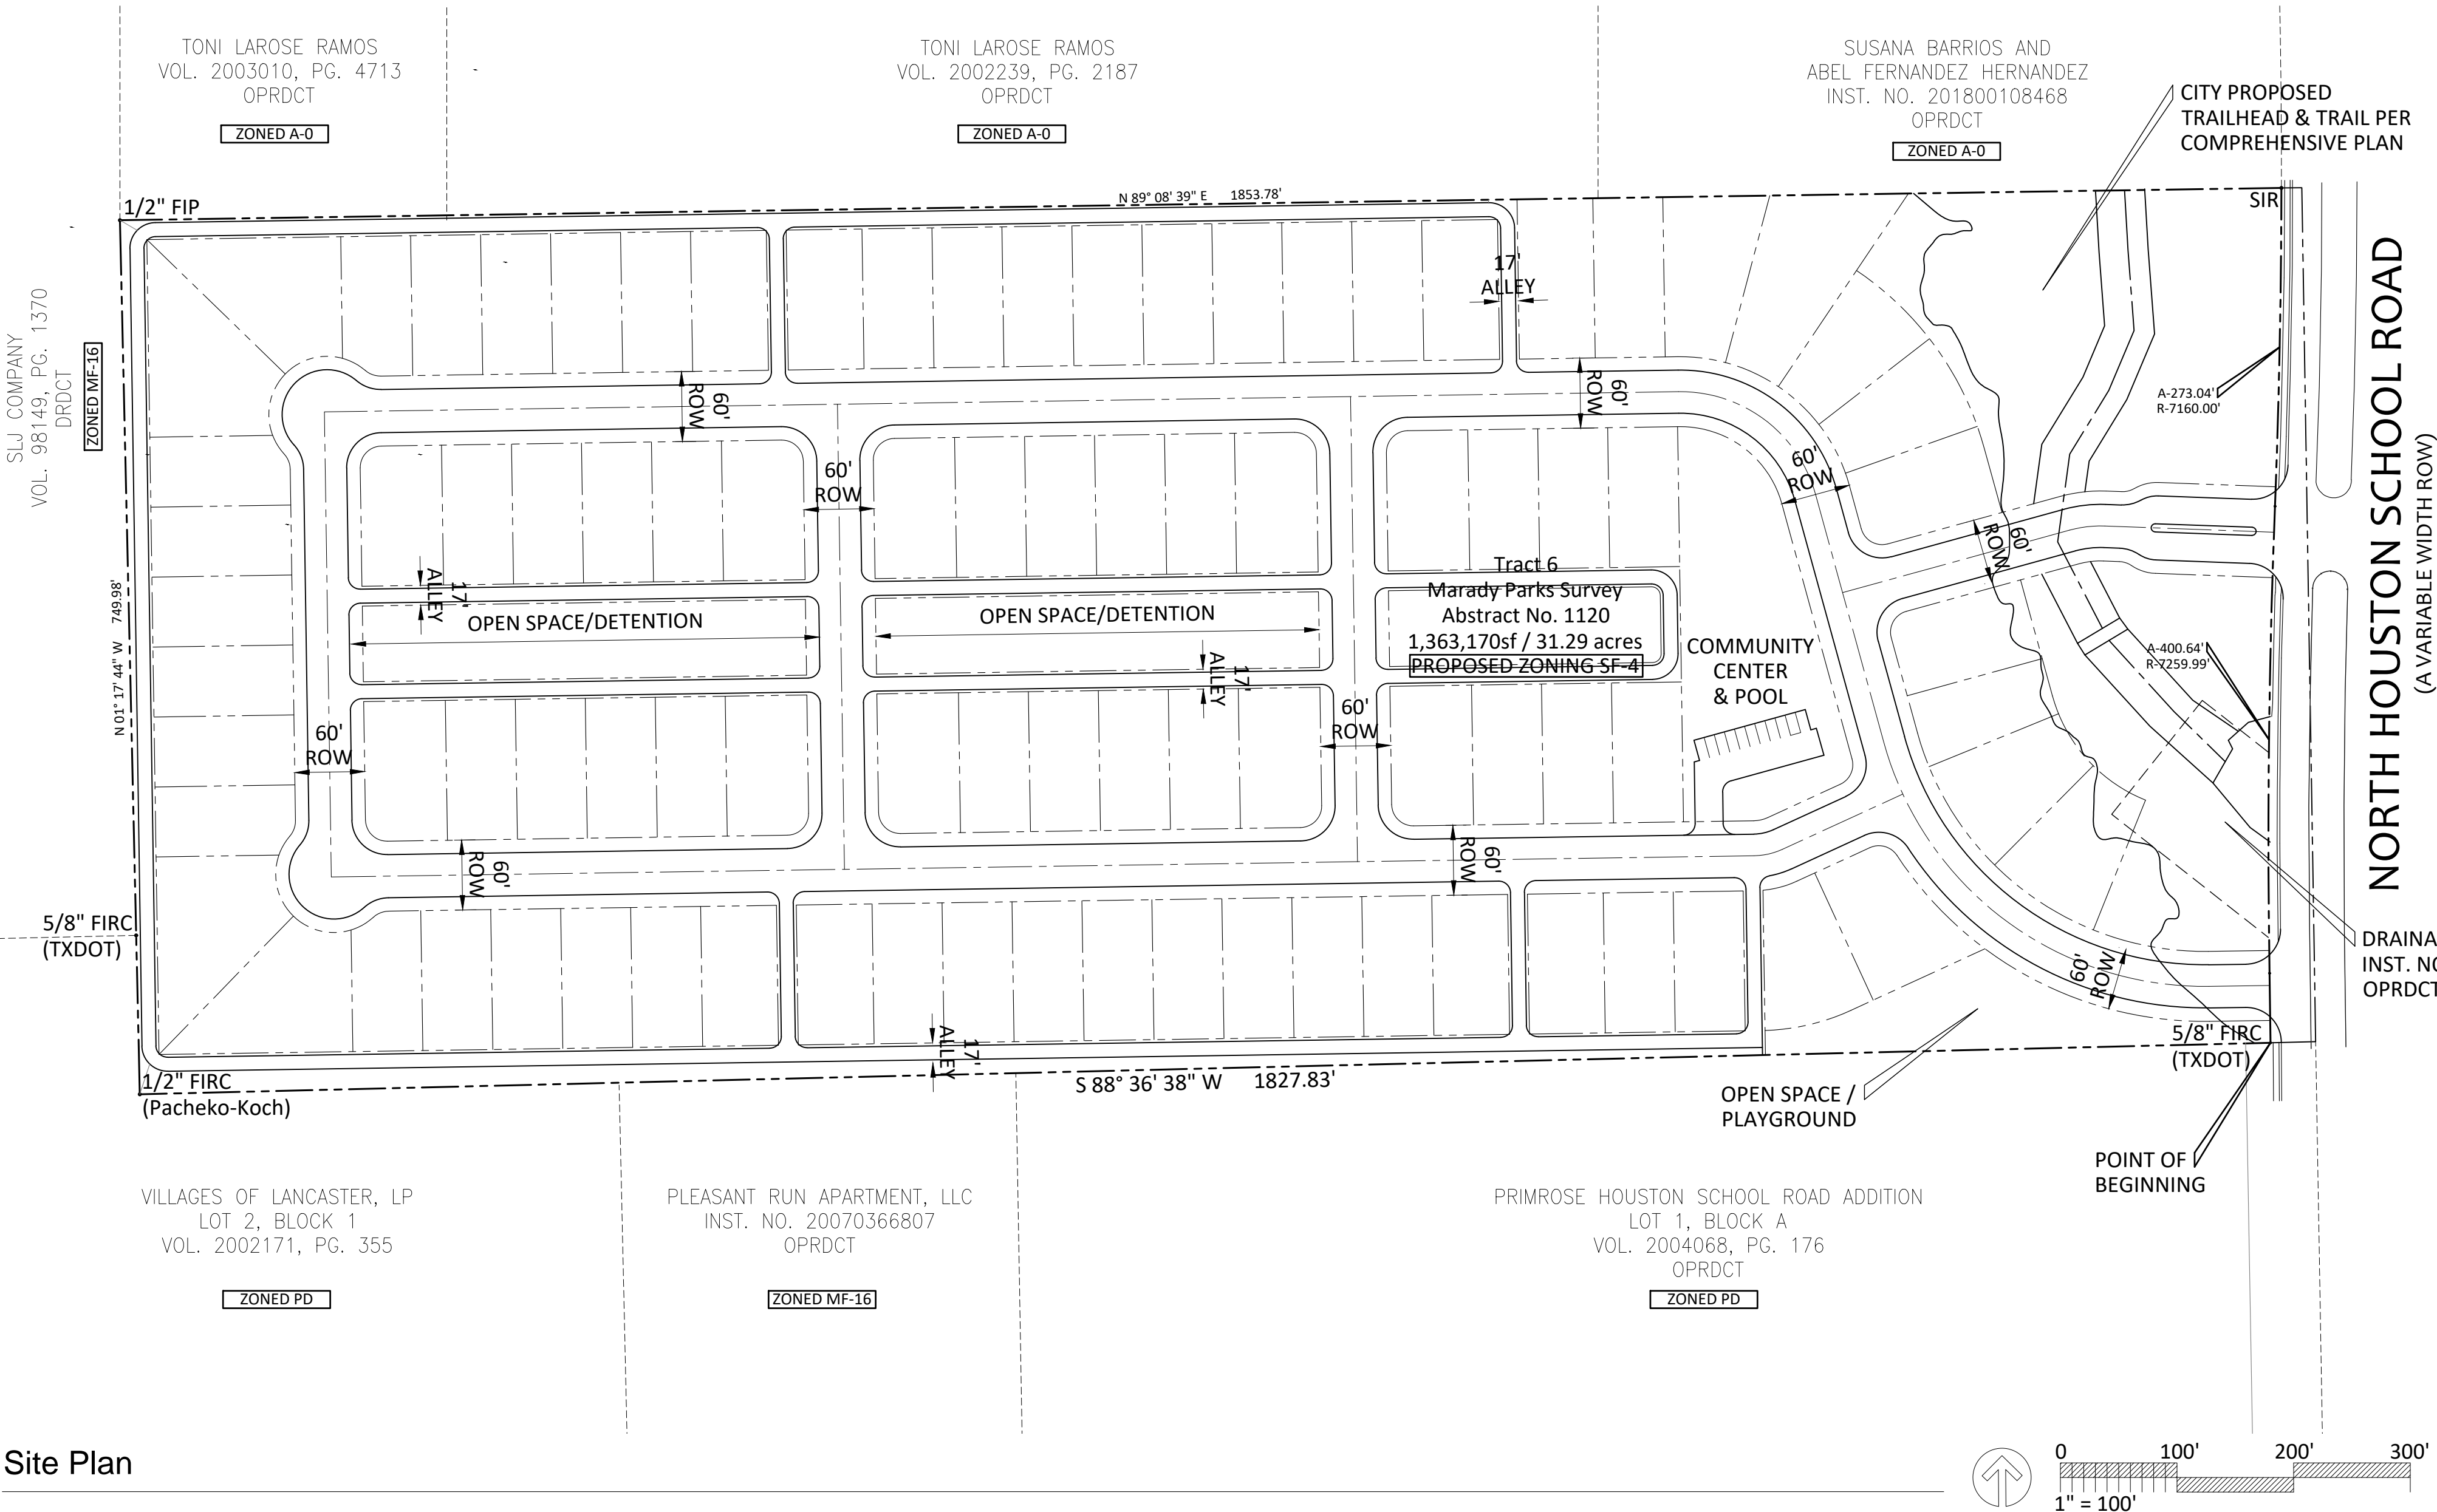 TONI LAROSE RAMOS
VOL. 2003010, PG. 4713
OPRDCT
ZONED A-0
TONI LAROSE RAMOS
VOL. 2002239, PG. 2187
OPRDCT
ZONED A-0
SUSANA BARRIOS AND
ABEL FERNANDEZ HERNANDEZ
INST. NO. 201800108468
OPRDCT
ZONED A-0
CITY PROPOSED
TRAILHEAD & TRAIL PER
COMPREHENSIVE PLAN
1/2" FIP
N 89° 08' 39" E 1853.78'
SIR
SLJ COMPANY
VOL. 98149, PG. 1370
DRDCT
ZONED MF-16
17'
ALLEY
60'
ROW
60'
ROW
60'
ROW
60'
ROW
60'
ROW
A-273.04'
R-7160.00'
NORTH HOUSTON SCHOOL ROAD
(A VARIABLE WIDTH ROW)
N 01° 17' 44" W 749.98'
17'
ALLEY
OPEN SPACE/DETENTION
OPEN SPACE/DETENTION
17'
ALLEY
Tract 6
Marady Parks Survey
Abstract No. 1120
1,363,170sf / 31.29 acres
PROPOSED ZONING SF-4
COMMUNITY
CENTER
& POOL
A-400.64'
R-7259.99'
60'
ROW
60'
ROW
60'
ROW
60'
ROW
60'
ROW
5/8" FIRC
(TXDOT)
DRAINA
INST. NO
OPRDCT
17'
ALLEY
5/8" FIRC
(TXDOT)
1/2" FIRC
(Pacheko-Koch)
S 88° 36' 38" W 1827.83'
OPEN SPACE /
PLAYGROUND
POINT OF
BEGINNING
VILLAGES OF LANCASTER, LP
LOT 2, BLOCK 1
VOL. 2002171, PG. 355
ZONED PD
PLEASANT RUN APARTMENT, LLC
INST. NO. 20070366807
OPRDCT
ZONED MF-16
PRIMROSE HOUSTON SCHOOL ROAD ADDITION
LOT 1, BLOCK A
VOL. 2004068, PG. 176
OPRDCT
ZONED PD
Site Plan
0 100' 200' 300'
1" = 100'